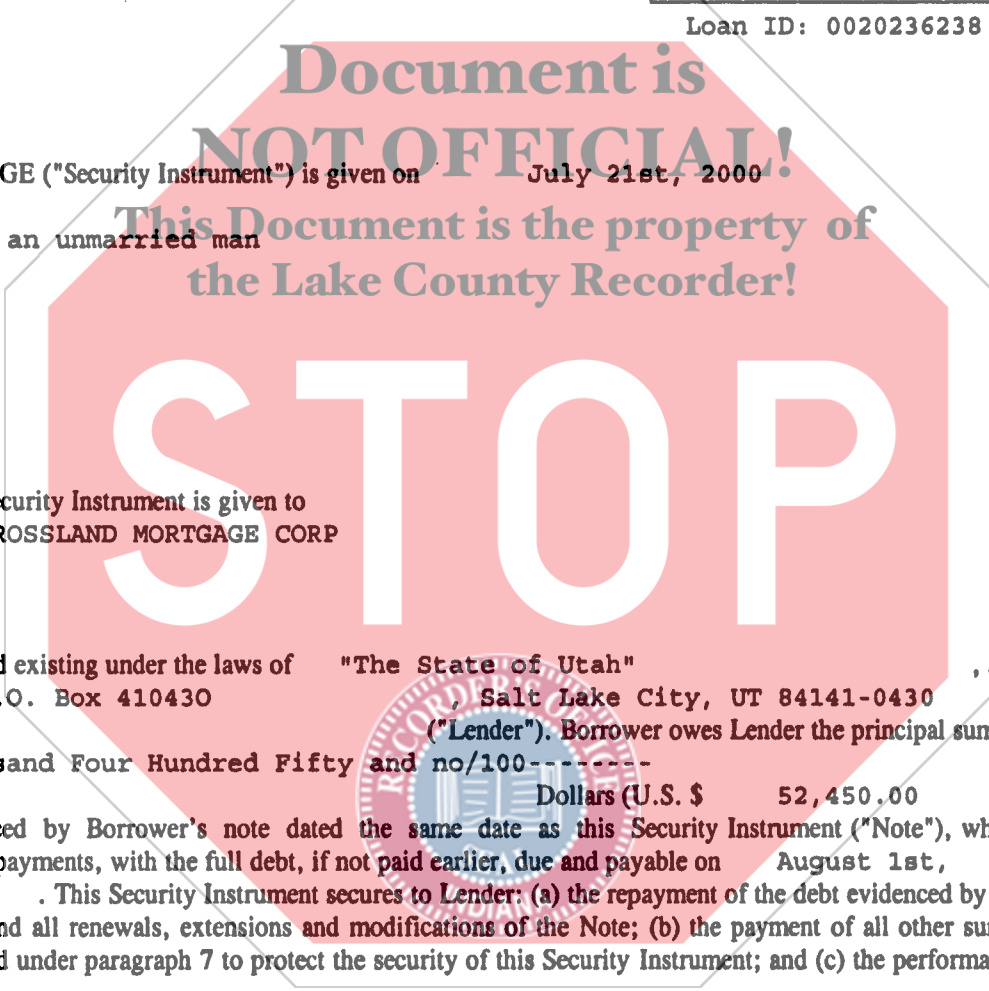 Loan ID: 0020236238
Document is
NOT OFFICIAL!
GE ("Security Instrument") is given on July 21st, 2000
This Document is the property of
an unmarried man
the Lake County Recorder!
STOP
curity Instrument is given to
ROSSLAND MORTGAGE CORP
d existing under the laws of "The State of Utah" ,
.O. Box 410430 , Salt Lake City, UT 84141-0430
("Lender"). Borrower owes Lender the principal sum
sand Four Hundred Fifty and no/100--------
Dollars (U.S. $ 52,450.00
ced by Borrower's note dated the same date as this Security Instrument ("Note"), wh
payments, with the full debt, if not paid earlier, due and payable on August 1st,
. This Security Instrument secures to Lender: (a) the repayment of the debt evidenced by
nd all renewals, extensions and modifications of the Note; (b) the payment of all other sum
d under paragraph 7 to protect the security of this Security Instrument; and (c) the performa
RECORDER'S OFFICE
INDIANA